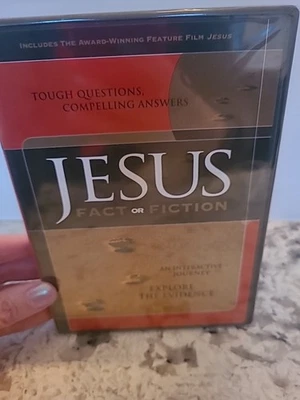 INCLUDES THE AWARD-WINNING FEATURE FILM JESUS
TOUGH QUESTIONS,
COMPELLING ANSWERS
JESUS
FACT OR FICTION
AN INTERACTIVE
JOURNEY
EXPLORE
THE EVIDENCE